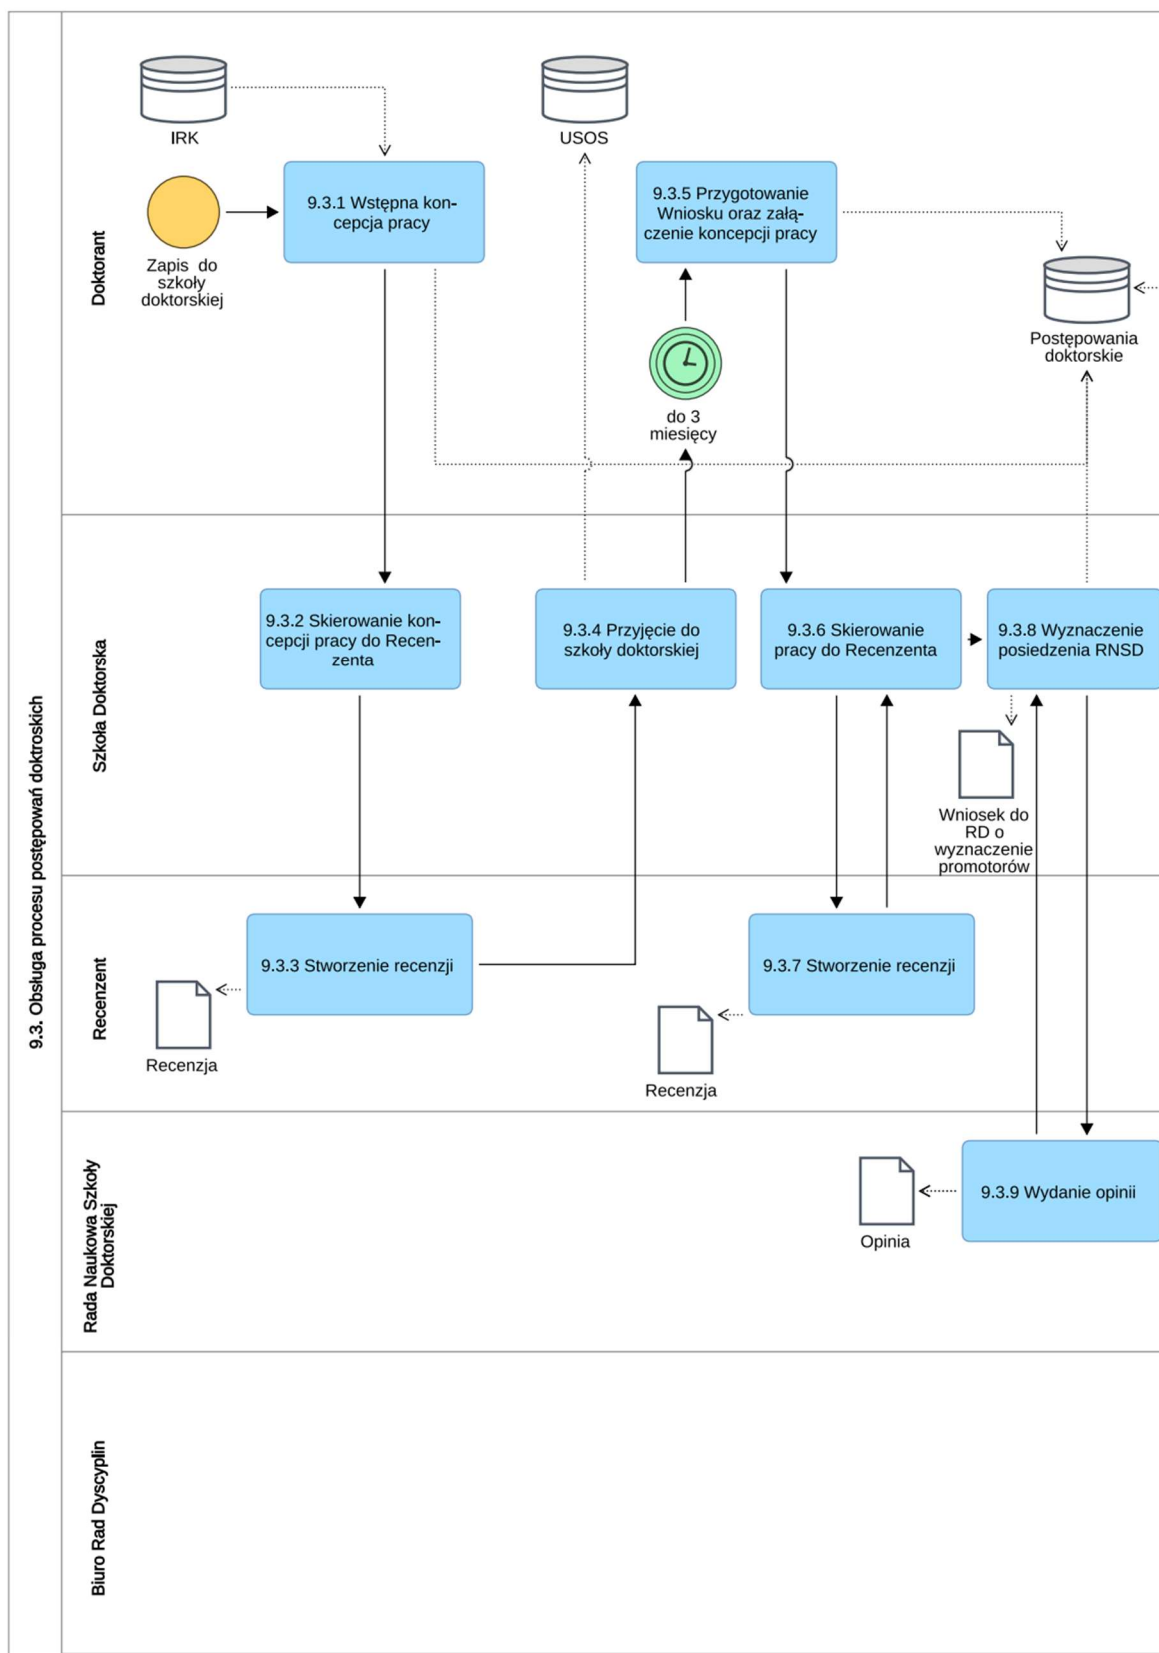 9.3. Obsługa procesu postępowań doktroskich
Doktorant
IRK
USOS
Zapis do
szkoły
doktorskiej
9.3.1 Wstępna kon-
cepcja pracy
9.3.5 Przygotowanie
Wniosku oraz załą-
czenie koncepcji pracy
do 3
miesięcy
Postępowania
doktorskie
Szkoła Doktorska
9.3.2 Skierowanie kon-
cepcji pracy do Recen-
zenta
9.3.4 Przyjęcie do
szkoły doktorskiej
9.3.6 Skierowanie
pracy do Recenzenta
9.3.8 Wyznaczenie
posiedzenia RNSD
Wniosek do
RD o
wyznaczenie
promotorów
Recenzent
9.3.3 Stworzenie recenzji
Recenzja
9.3.7 Stworzenie recenzji
Recenzja
Rada Naukowa Szkoły
Doktorskiej
9.3.9 Wydanie opinii
Opinia
Biuro Rad Dyscyplin